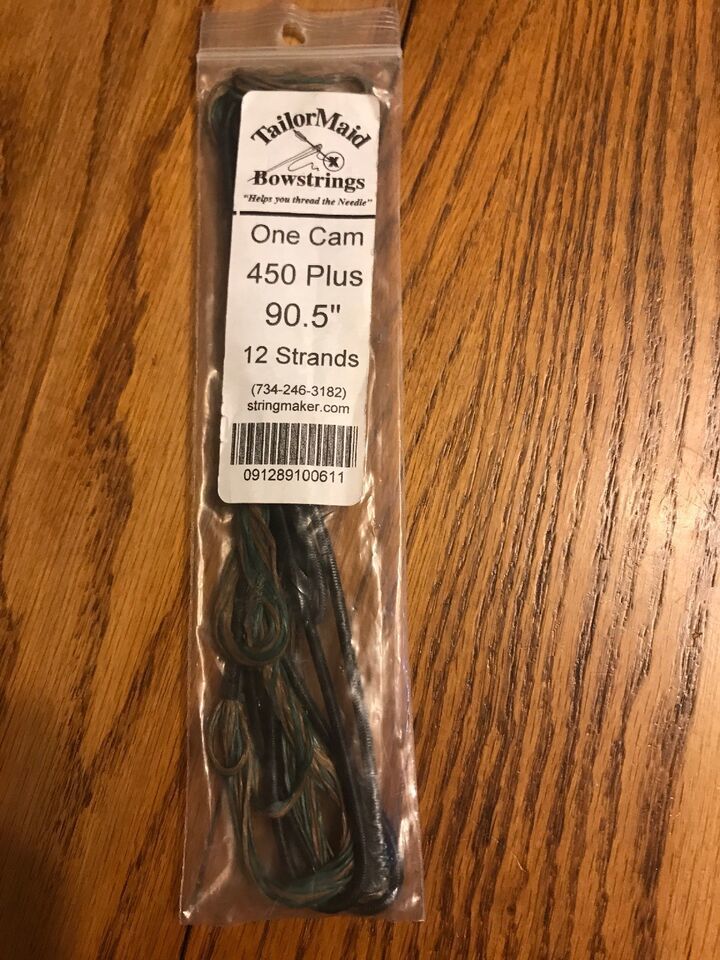 TailorMaid
Bowstrings
"Helps you thread the Needle"
One Cam
450 Plus
90.5"
12 Strands
(734-246-3182)
stringmaker.com
091289100611